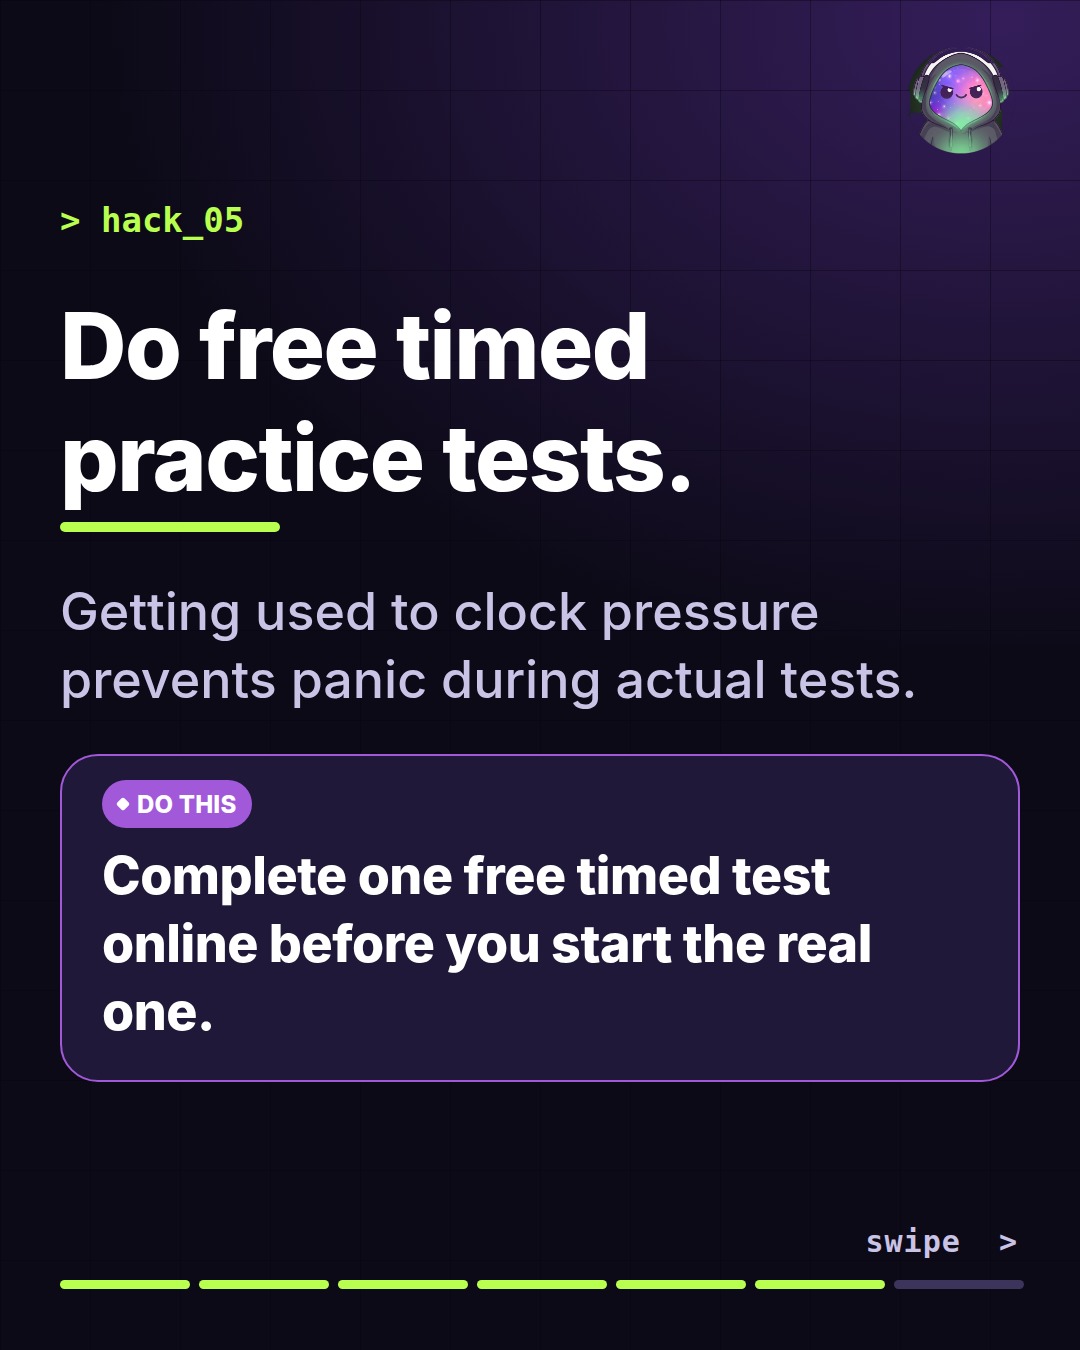 > hack_05
Do free timed
practice tests.
Getting used to clock pressure
prevents panic during actual tests.
DO THIS
Complete one free timed test
online before you start the real
one.
swipe >